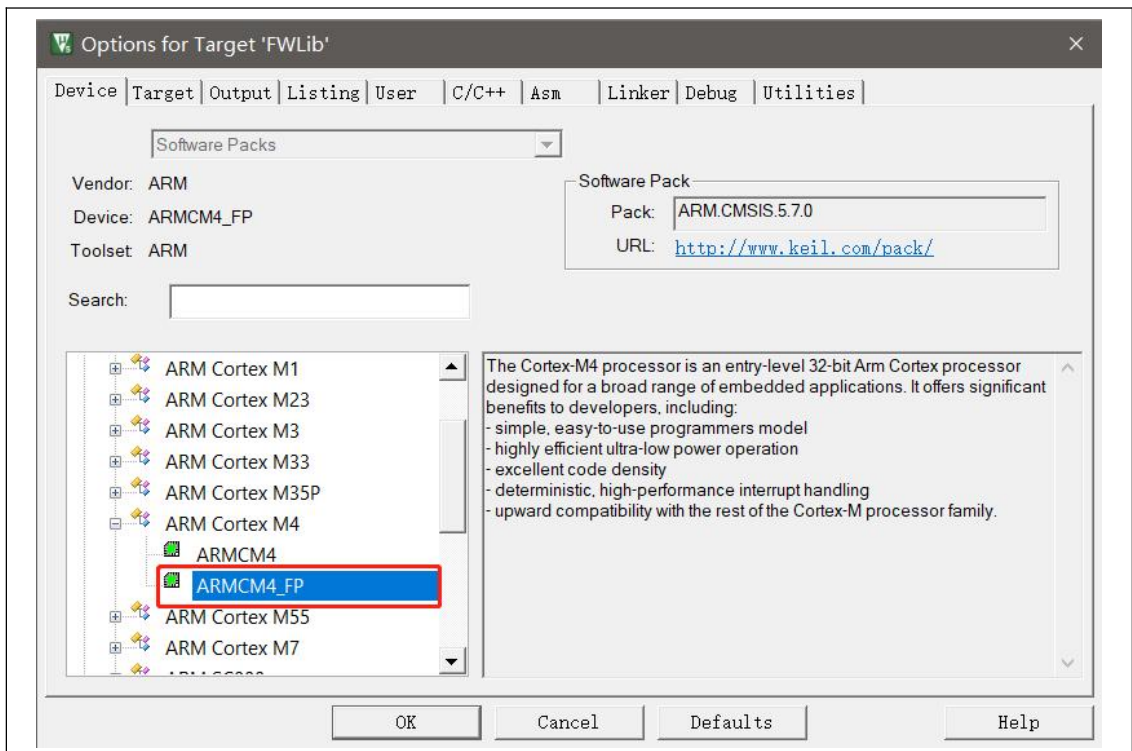 Options for Target 'FWLib'
Device Target Output Listing User C/C++ Asm Linker Debug Utilities
Software Packs
Vendor: ARM
Device: ARMCM4_FP
Toolset: ARM
Software Pack
Pack: ARM.CMSIS.5.7.0
URL: http://www.keil.com/pack/
Search:
ARM Cortex M1
ARM Cortex M23
ARM Cortex M3
ARM Cortex M33
ARM Cortex M35P
ARM Cortex M4
ARMCM4
ARMCM4_FP
ARM Cortex M55
ARM Cortex M7
The Cortex-M4 processor is an entry-level 32-bit Arm Cortex processor
designed for a broad range of embedded applications. It offers significant
benefits to developers, including:
- simple, easy-to-use programmers model
- highly efficient ultra-low power operation
- excellent code density
- deterministic, high-performance interrupt handling
- upward compatibility with the rest of the Cortex-M processor family.
OK Cancel Defaults Help